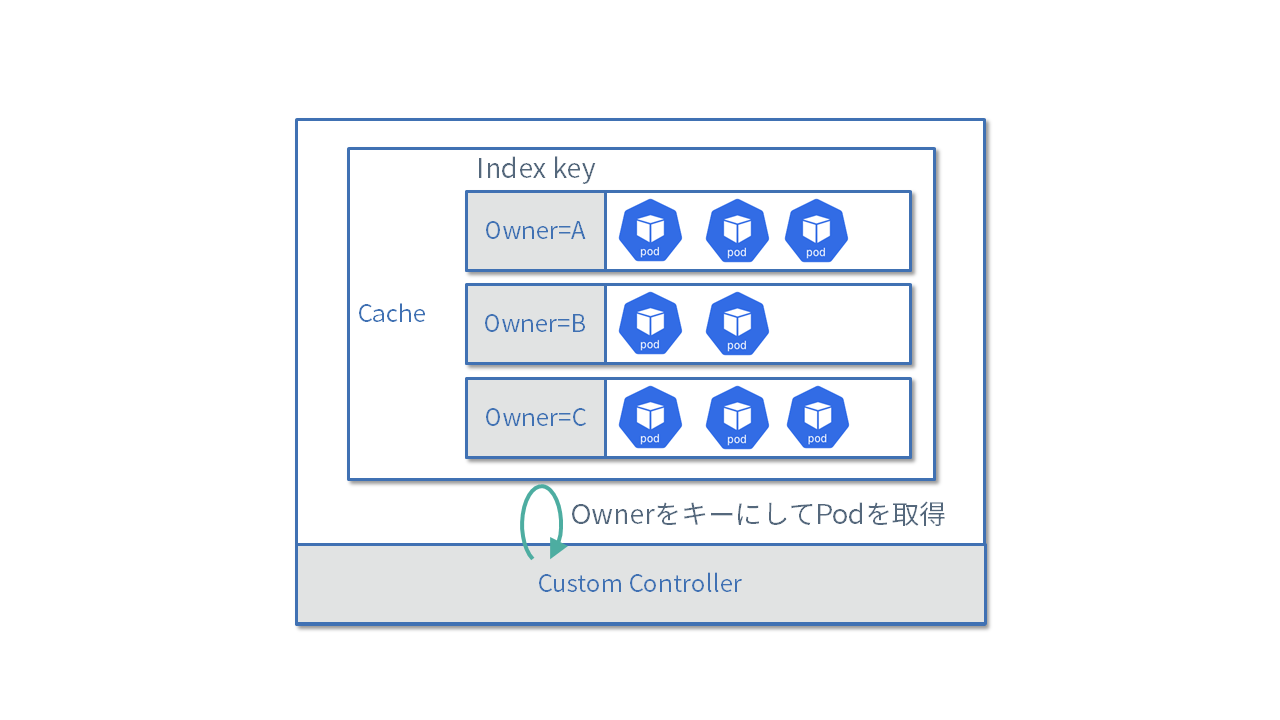 Index key
Owner=A
pod
pod
pod
Cache
Owner=B
pod
pod
Owner=C
pod
pod
pod
OwnerをキーにしてPodを取得
Custom Controller